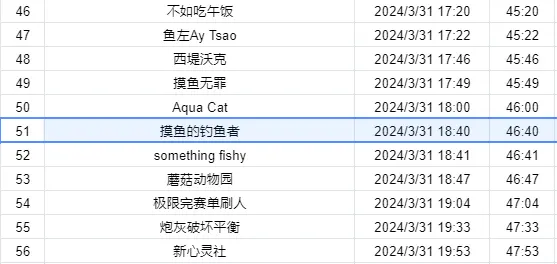 46 不如吃午饭 2024/3/31 17:20 45:20
47 鱼左Ay Tsao 2024/3/31 17:22 45:22
48 西堤沃克 2024/3/31 17:46 45:46
49 摸鱼无罪 2024/3/31 17:49 45:49
50 Aqua Cat 2024/3/31 18:00 46:00
51 摸鱼的钓鱼者 2024/3/31 18:40 46:40
52 something fishy 2024/3/31 18:41 46:41
53 蘑菇动物园 2024/3/31 18:47 46:47
54 极限完赛单刷人 2024/3/31 19:04 47:04
55 炮灰破坏平衡 2024/3/31 19:33 47:33
56 新心灵社 2024/3/31 19:53 47:53